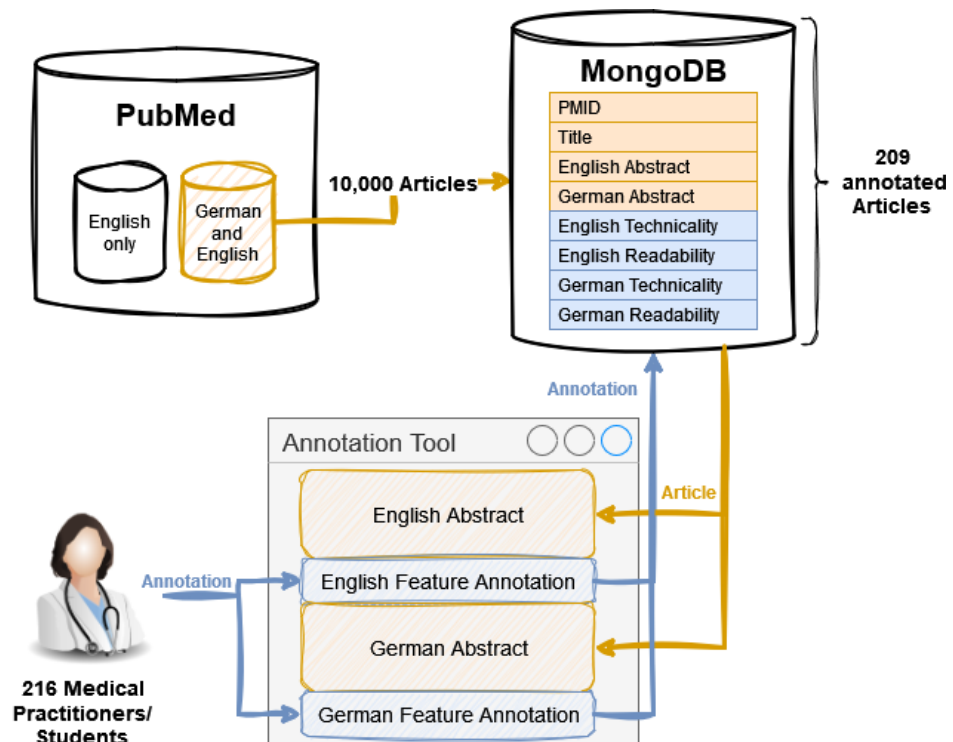 PubMed
English
only
German
and
English
10,000 Articles
MongoDB
PMID
Title
English Abstract
German Abstract
English Technicality
English Readability
German Technicality
German Readability
209
annotated
Articles
Annotation
Annotation Tool
Article
English Abstract
Annotation
English Feature Annotation
German Abstract
German Feature Annotation
216 Medical
Practitioners/
Students